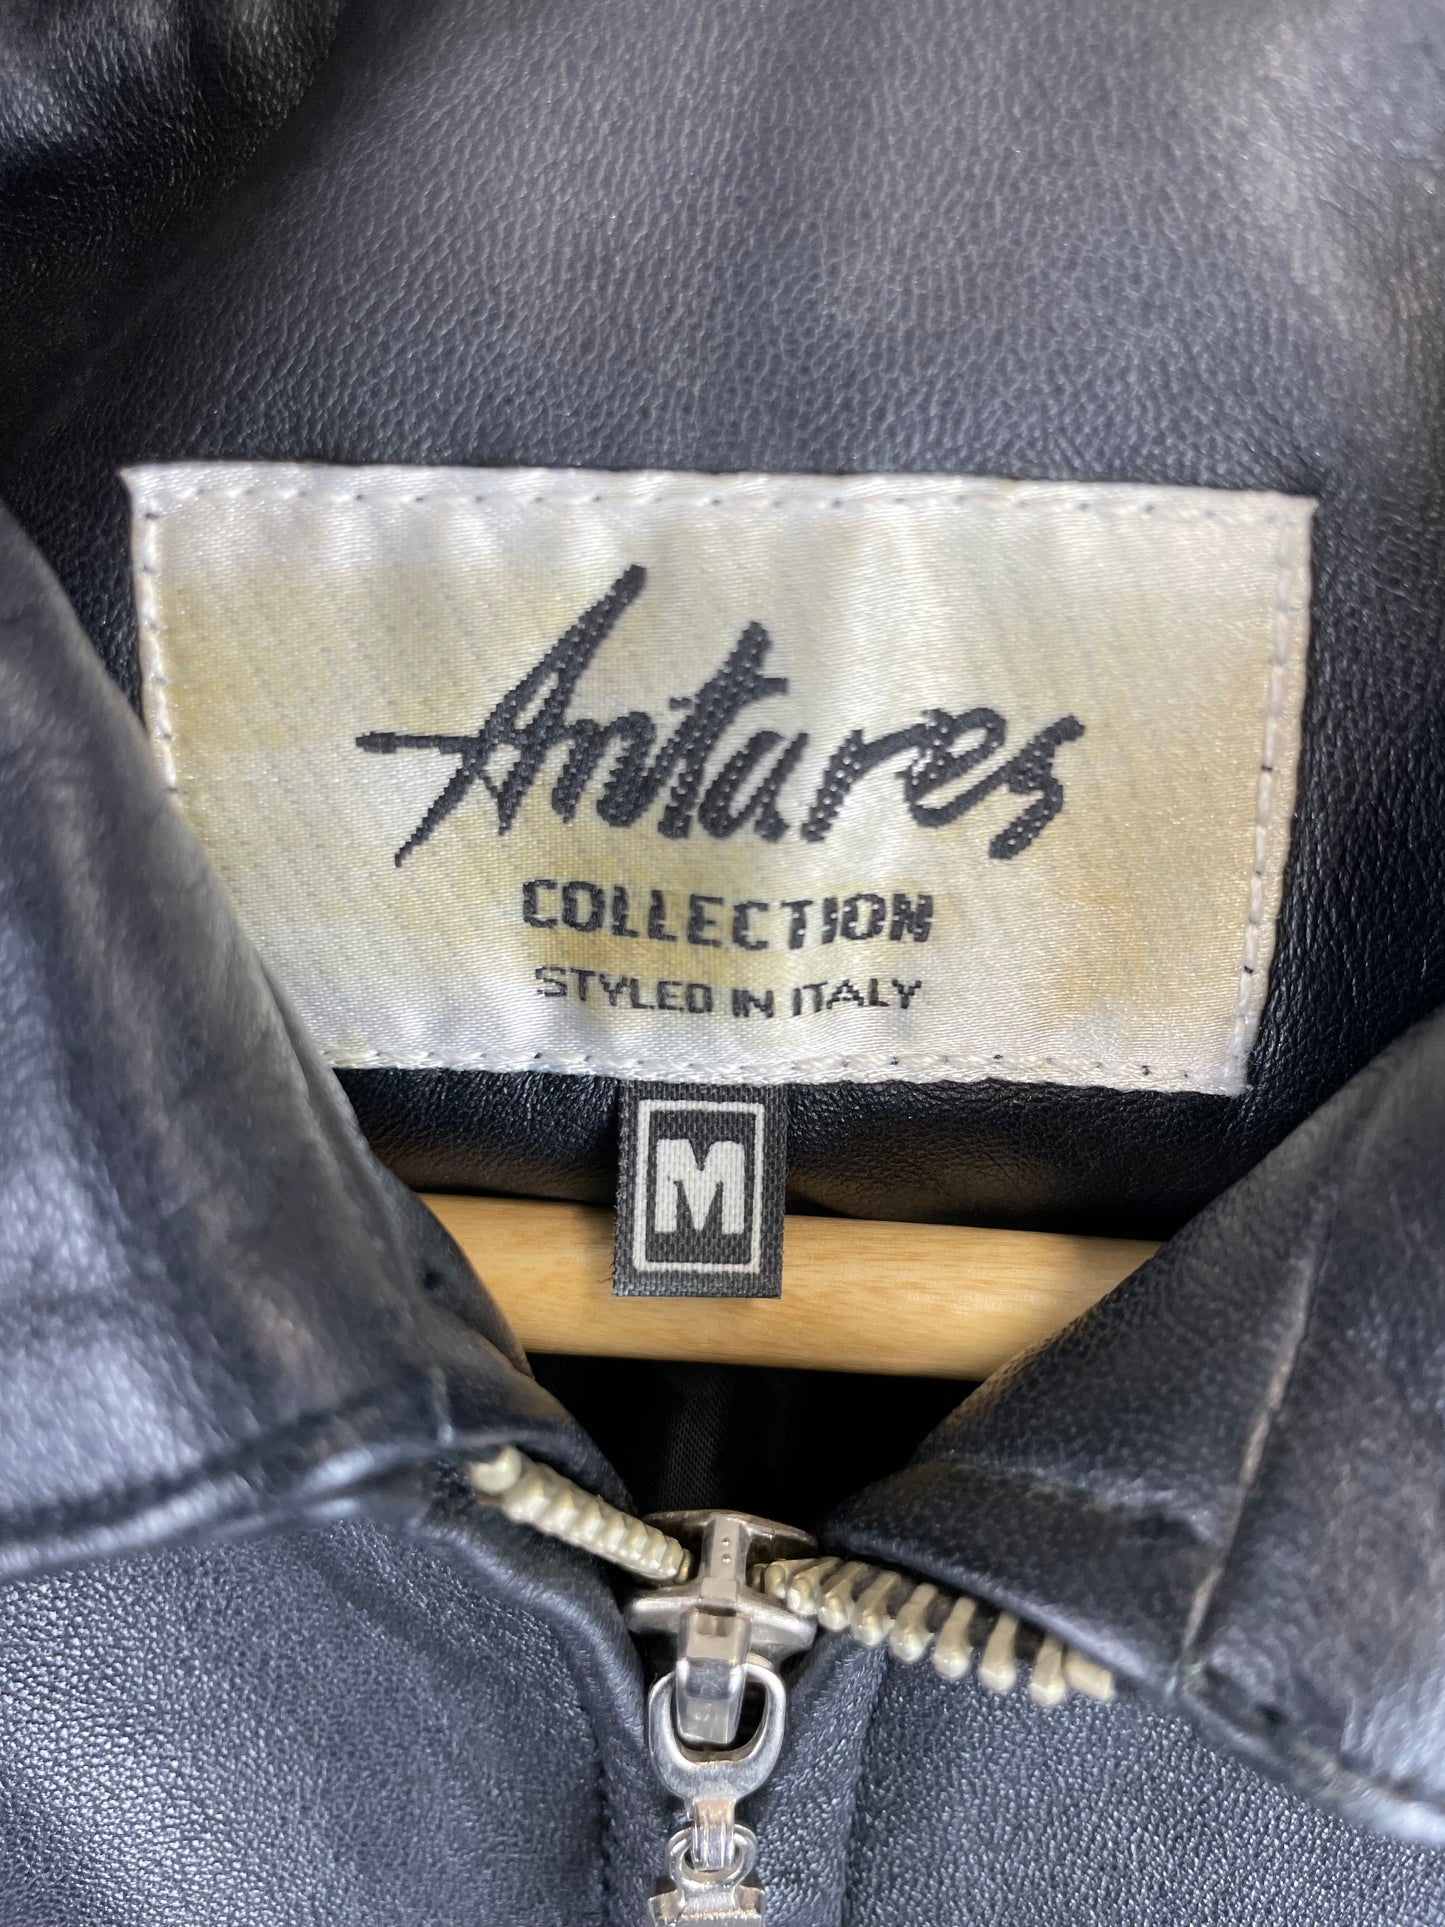 Antares
COLLECTION
STYLED IN ITALY
M